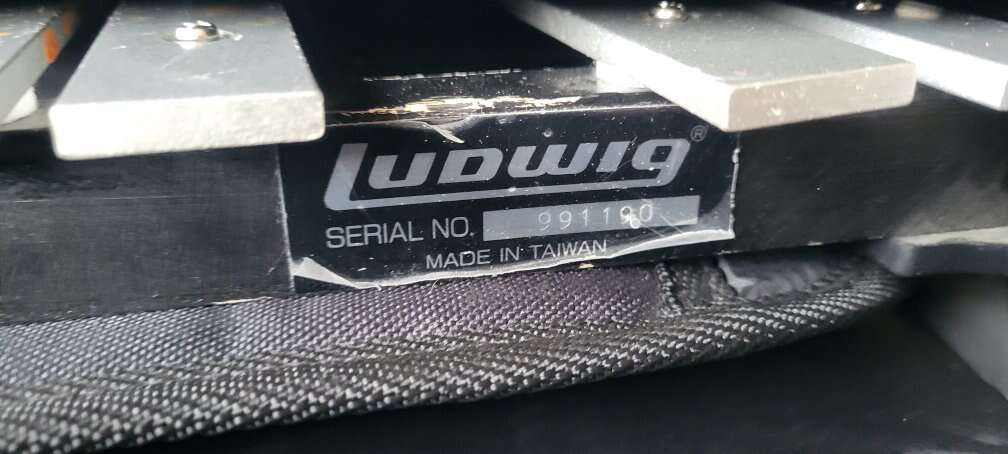 LUDWIG®
SERIAL NO. 991190
MADE IN TAIWAN